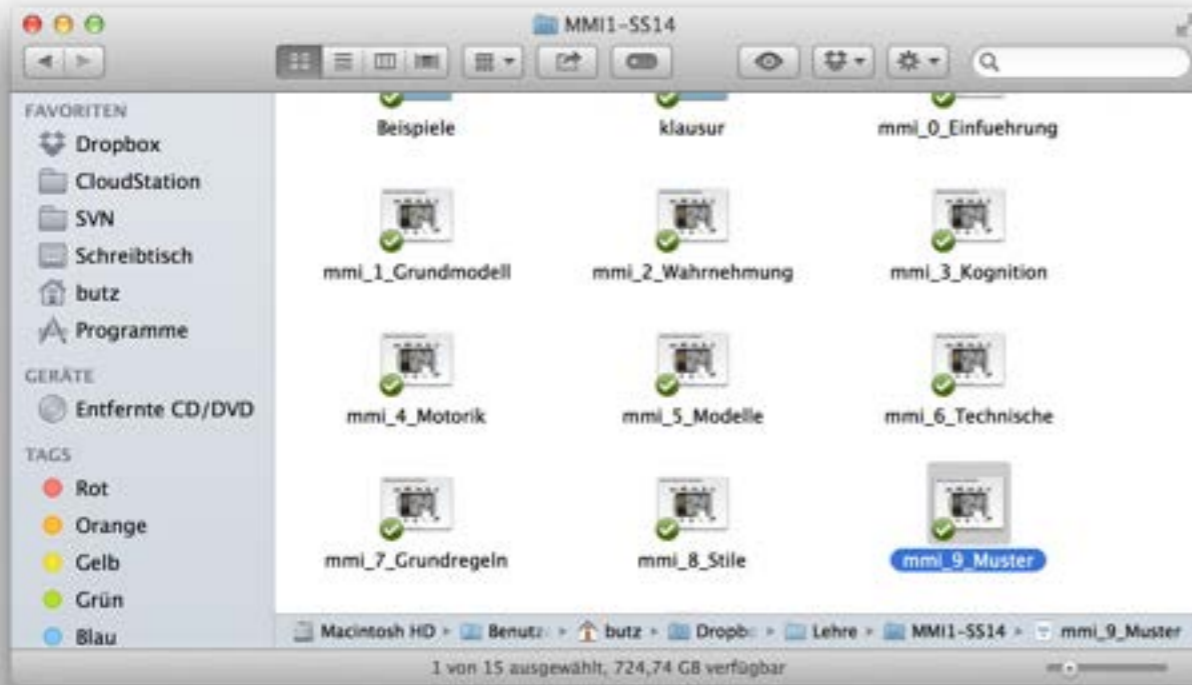 MMI1-SS14
FAVORITEN
Dropbox
CloudStation
SVN
Schreibtisch
butz
Programme
GERÄTE
Entfernte CD/DVD
TAGS
Rot
Orange
Gelb
Grün
Blau
Beispiele klausur mmi_0_Einfuehrung
mmi_1_Grundmodell mmi_2_Wahrnehmung mmi_3_Kognition
mmi_4_Motorik mmi_5_Modelle mmi_6_Technische
mmi_7_Grundregeln mmi_8_Stile mmi_9_Muster
Macintosh HD Benutz butz Dropb Lehre MMI1-SS14 mmi_9_Muster
1 von 15 ausgewählt, 724,74 GB verfügbar